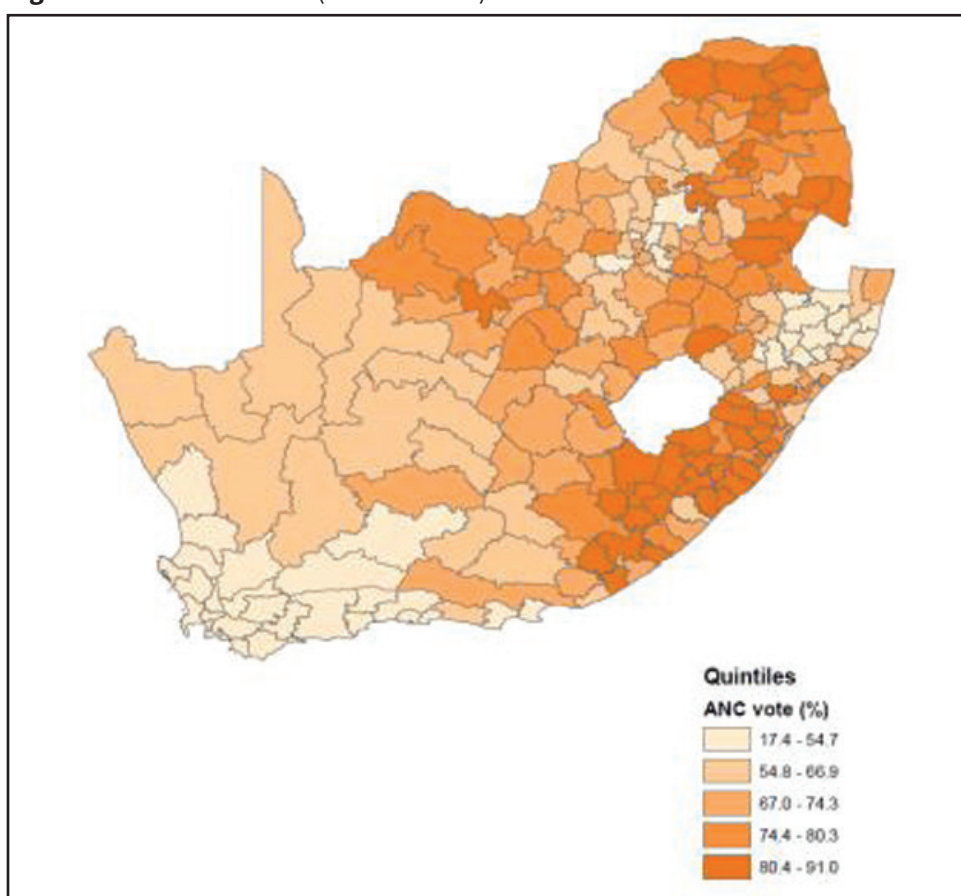 Quintiles
ANC vote (%)
17.4 - 54.7
54.8 - 66.9
67.0 - 74.3
74.4 - 80.3
80.4 - 91.0